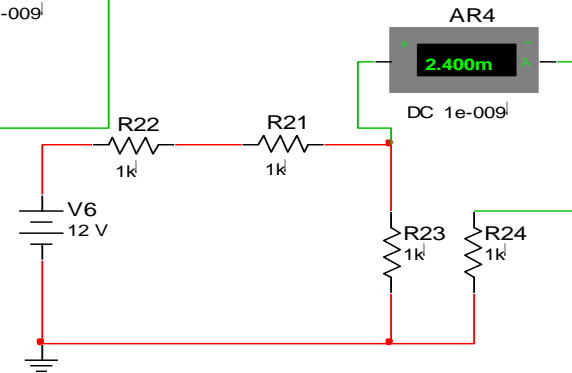 -009
AR4
+
-
2.400m
A
DC 1e-009
R22
R21
1k
1k
V6
12 V
R23
1k
R24
1k